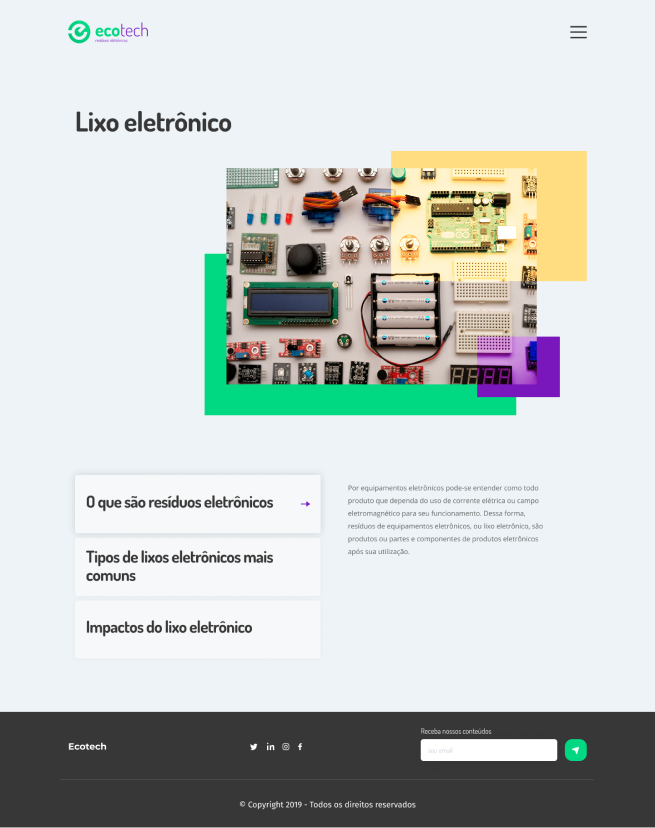 ecotech
resíduos eletrônicos
Lixo eletrônico
O que são resíduos eletrônicos
Tipos de lixos eletrônicos mais
comuns
Impactos do lixo eletrônico
Por equipamentos eletrônicos pode-se entender como todo
produto que dependa do uso de corrente elétrica ou campo
eletromagnético para seu funcionamento. Dessa forma,
resíduos de equipamentos eletrônicos, ou lixo eletrônico, são
produtos ou partes e componentes de produtos eletrônicos
após sua utilização.
Ecotech
Receba nossos conteúdos
seu email
© Copyright 2019 - Todos os direitos reservados